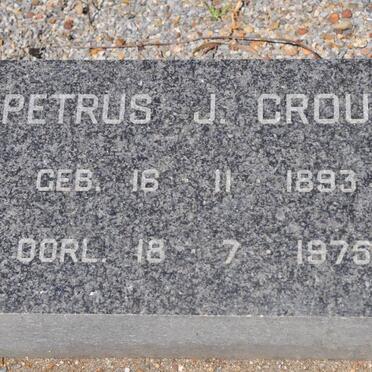 PETRUS J. CROU
GEB. 16 · 11 · 1893
OORL. 18 · 7 · 1975